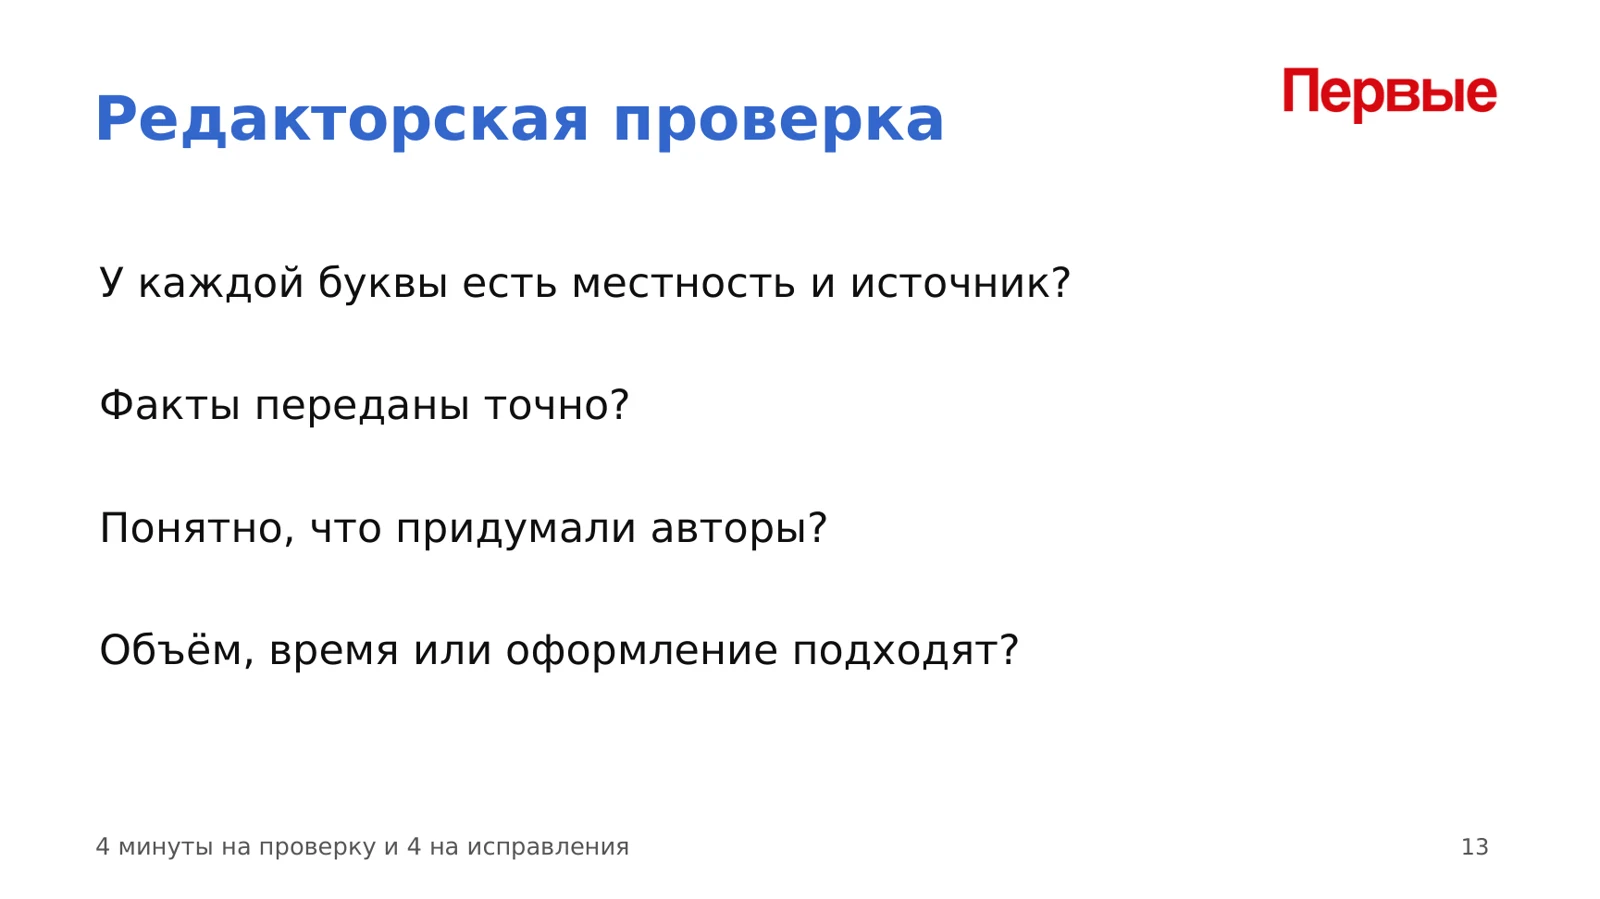 Первые
Редакторская проверка
У каждой буквы есть местность и источник?
Факты переданы точно?
Понятно, что придумали авторы?
Объём, время или оформление подходят?
4 минуты на проверку и 4 на исправления
13